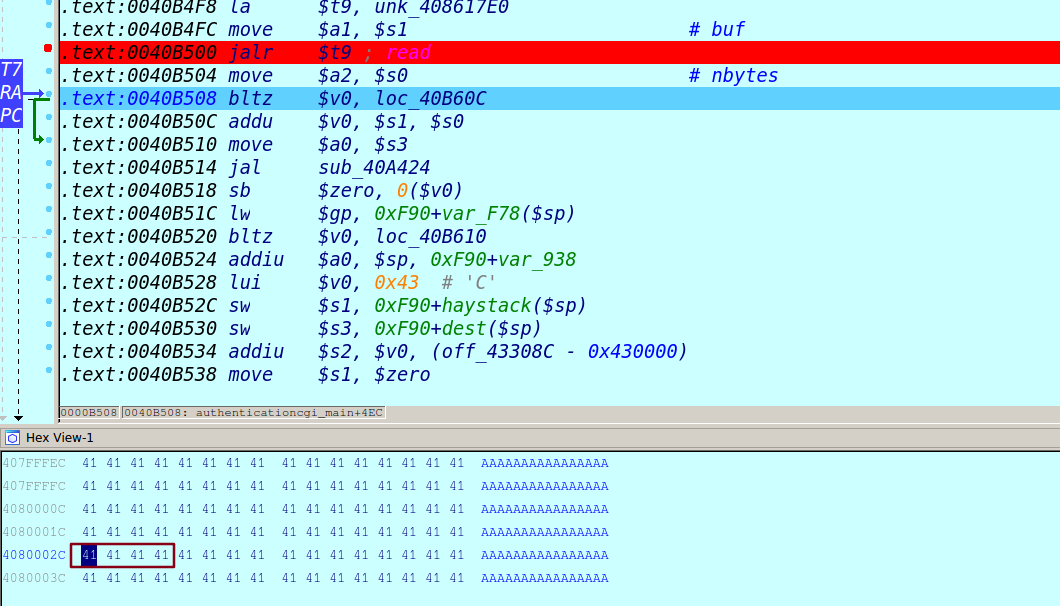 .text:0040B4F8 la $t9, unk_408617E0
.text:0040B4FC move $a1, $s1 # buf
.text:0040B500 jalr $t9 ; read
.text:0040B504 move $a2, $s0 # nbytes
.text:0040B508 bltz $v0, loc_40B60C
.text:0040B50C addu $v0, $s1, $s0
.text:0040B510 move $a0, $s3
.text:0040B514 jal sub_40A424
.text:0040B518 sb $zero, 0($v0)
.text:0040B51C lw $gp, 0xF90+var_F78($sp)
.text:0040B520 bltz $v0, loc_40B610
.text:0040B524 addiu $a0, $sp, 0xF90+var_938
.text:0040B528 lui $v0, 0x43 # 'C'
.text:0040B52C sw $s1, 0xF90+haystack($sp)
.text:0040B530 sw $s3, 0xF90+dest($sp)
.text:0040B534 addiu $s2, $v0, (off_43308C - 0x430000)
.text:0040B538 move $s1, $zero
T7
RA
PC
0000B508 0040B508: authenticationcgi_main+4EC
Hex View-1
407FFFEC 41 41 41 41 41 41 41 41 41 41 41 41 41 41 41 41 AAAAAAAAAAAAAAAA
407FFFFC 41 41 41 41 41 41 41 41 41 41 41 41 41 41 41 41 AAAAAAAAAAAAAAAA
4080000C 41 41 41 41 41 41 41 41 41 41 41 41 41 41 41 41 AAAAAAAAAAAAAAAA
4080001C 41 41 41 41 41 41 41 41 41 41 41 41 41 41 41 41 AAAAAAAAAAAAAAAA
4080002C 41 41 41 41 41 41 41 41 41 41 41 41 41 41 41 41 AAAAAAAAAAAAAAAA
4080003C 41 41 41 41 41 41 41 41 41 41 41 41 41 41 41 41 AAAAAAAAAAAAAAAA